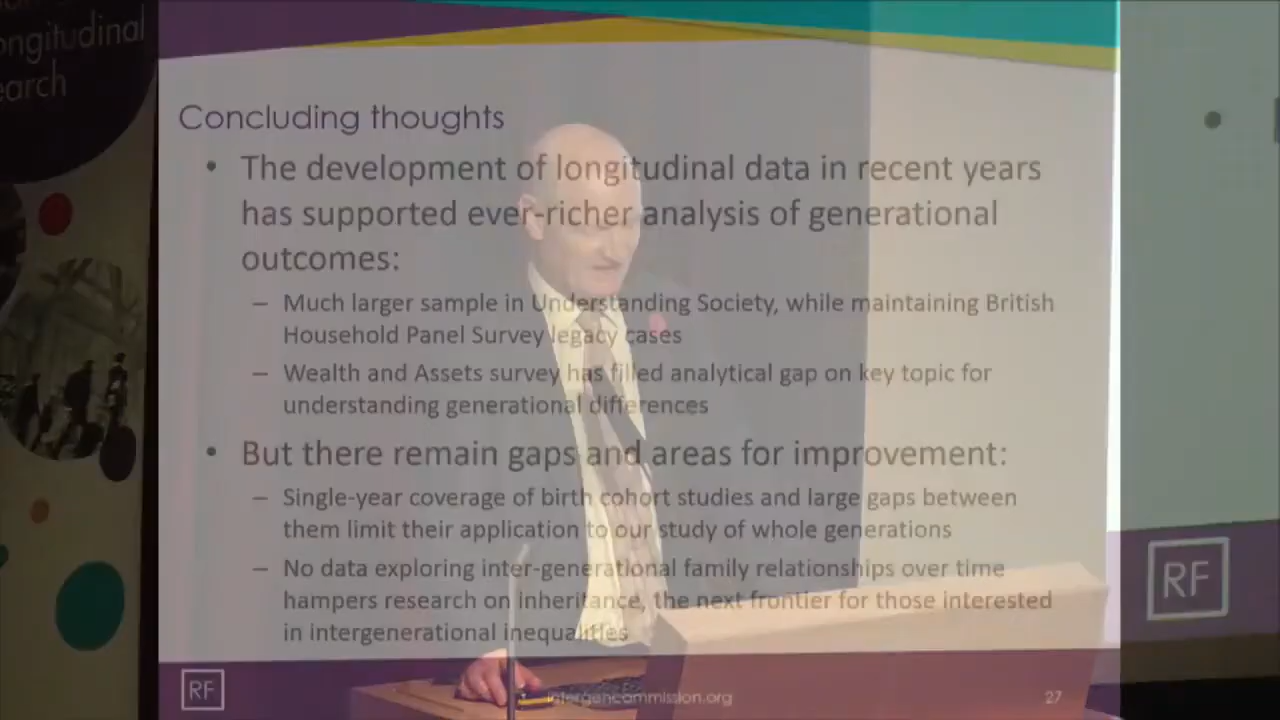 ongitudinal
earch
Concluding thoughts
• The development of longitudinal data in recent years
has supported ever-richer analysis of generational
outcomes:
– Much larger sample in Understanding Society, while maintaining British
Household Panel Survey legacy cases
– Wealth and Assets survey has filled analytical gap on key topic for
understanding generational differences
• But there remain gaps and areas for improvement:
– Single-year coverage of birth cohort studies and large gaps between
them limit their application to our study of whole generations
– No data exploring inter-generational family relationships over time
hampers research on inheritance, the next frontier for those interested
in intergenerational inequalities
RF
RF
intergencommission.org
27